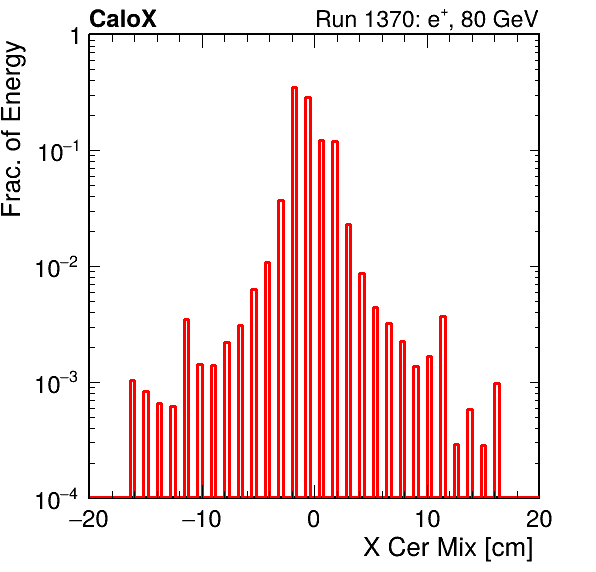 CaloX Run 1370: e⁺, 80 GeV
Frac. of Energy
1
10⁻¹
10⁻²
10⁻³
10⁻⁴
−20 −10 0 10 20
X Cer Mix [cm]